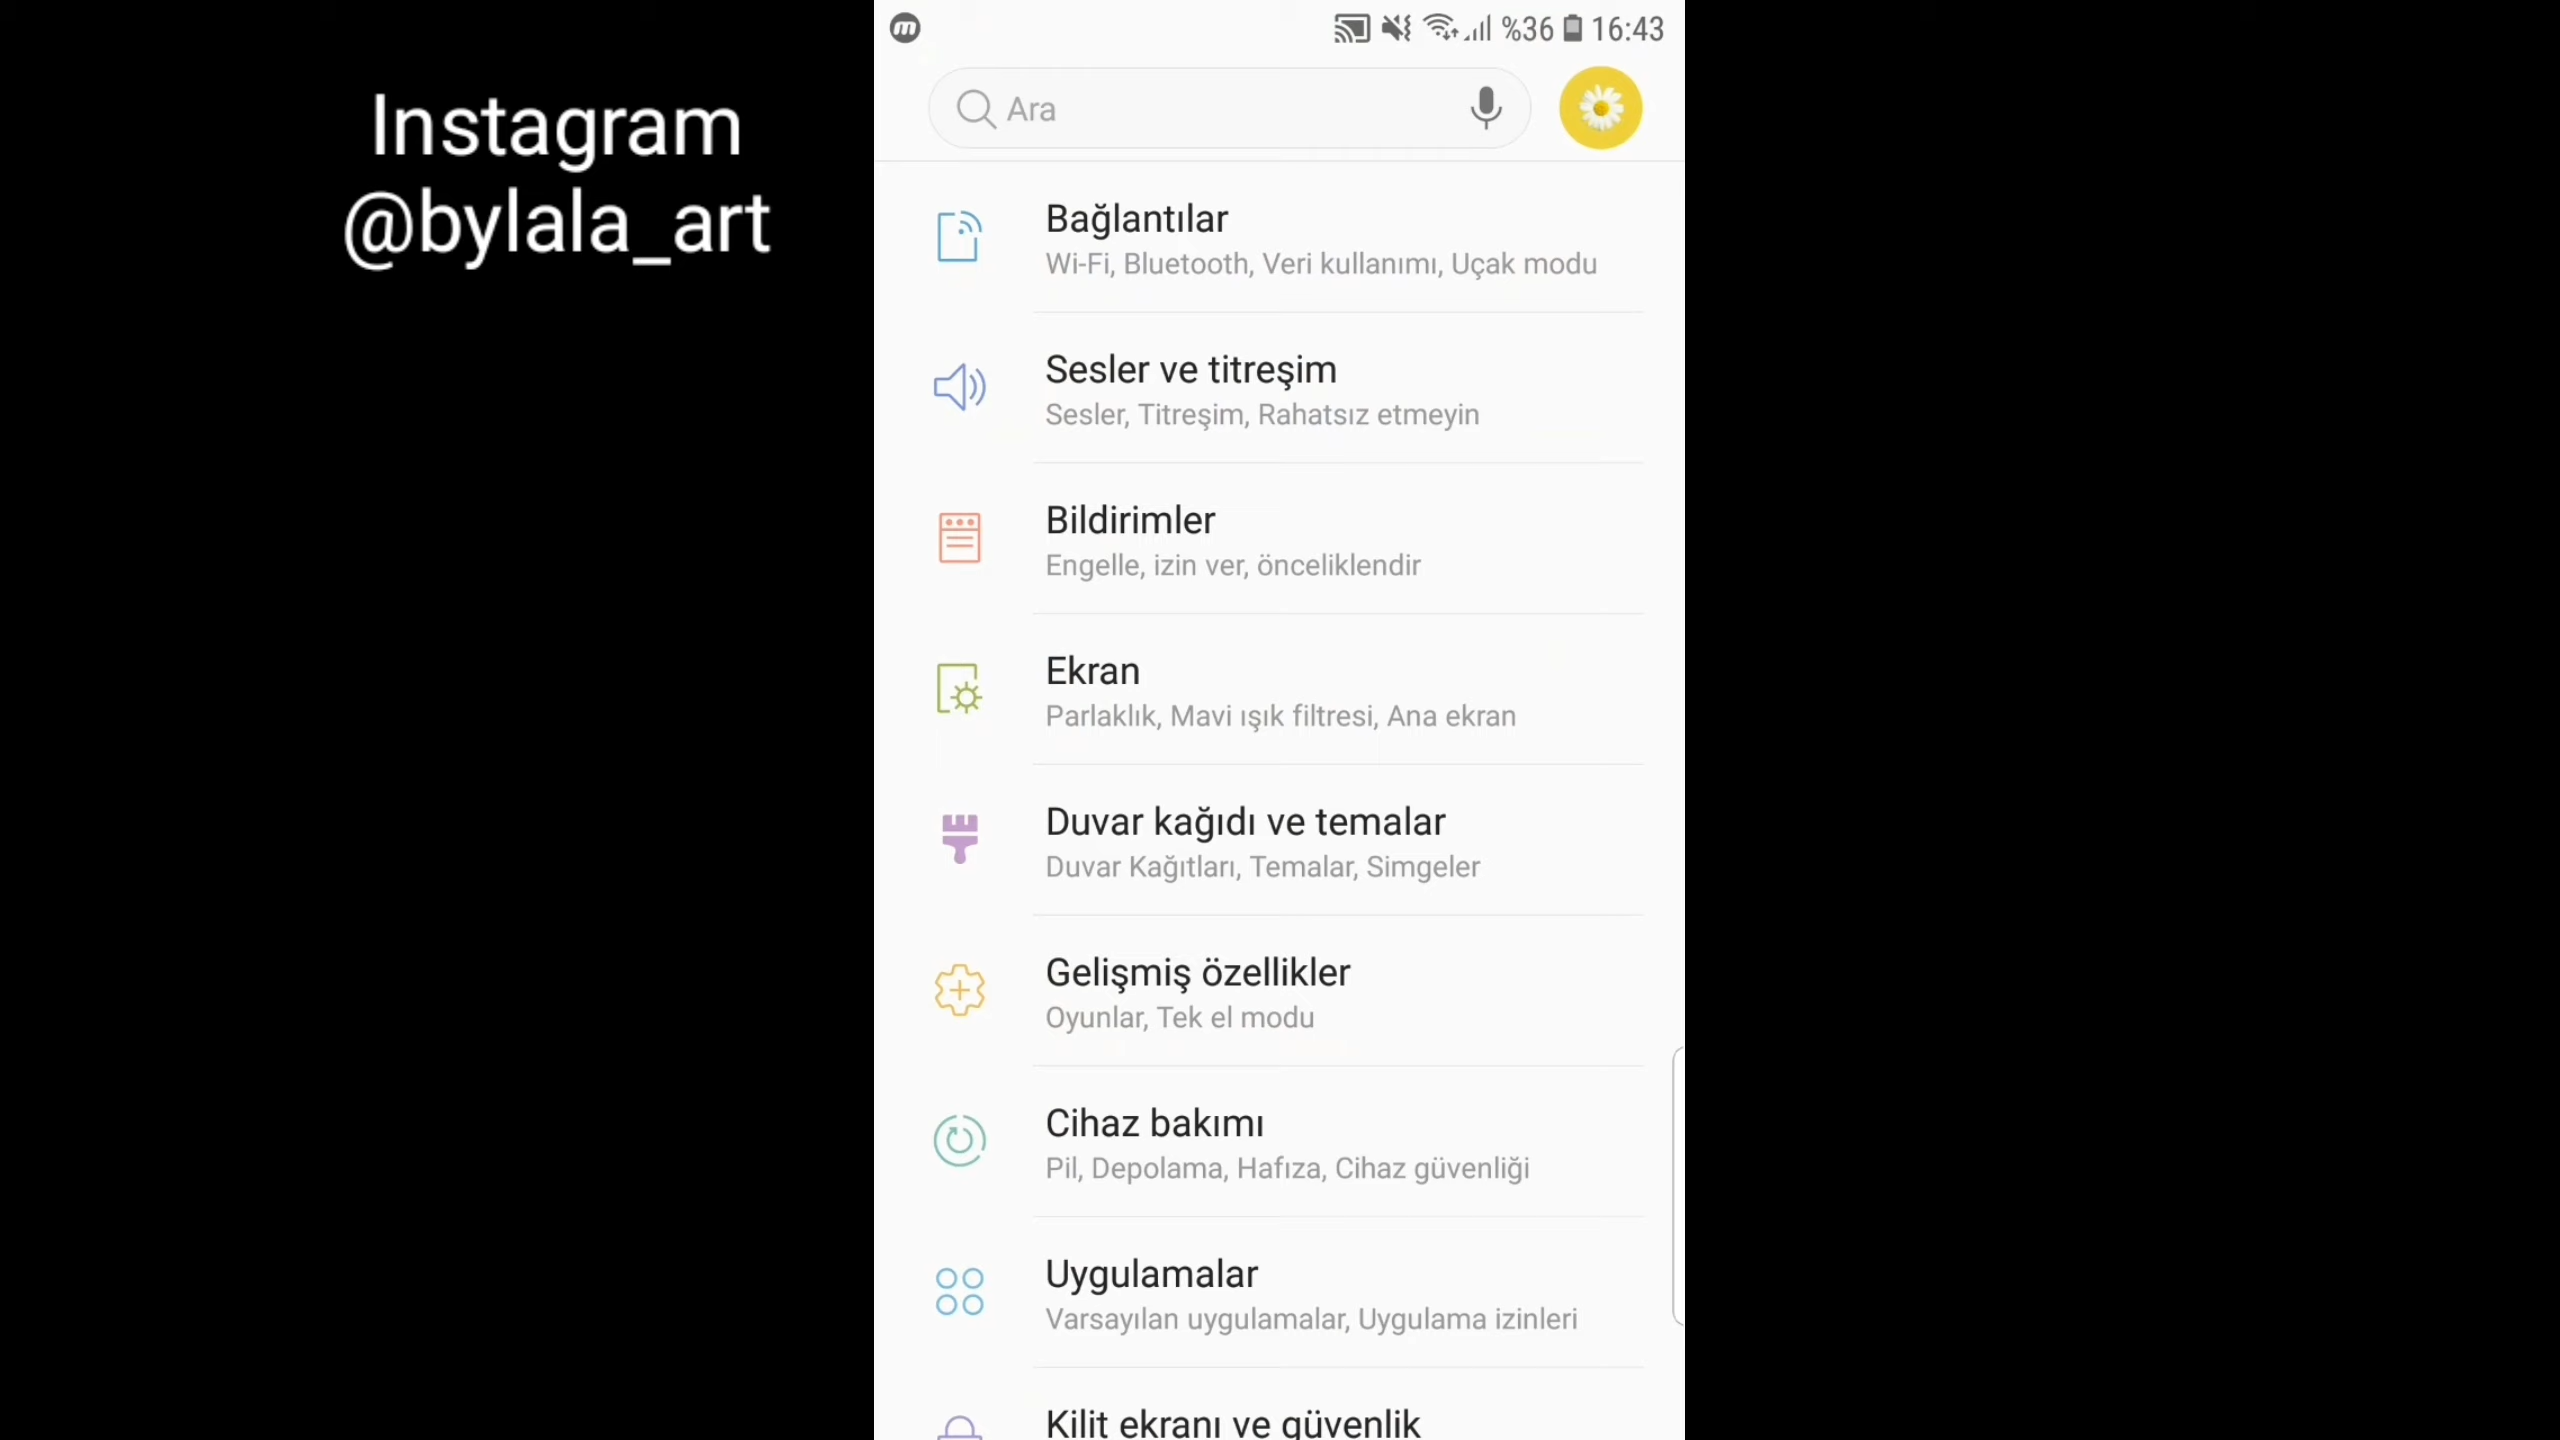 Instagram
@bylala_art
%36 16:43
Ara
Bağlantılar
Wi-Fi, Bluetooth, Veri kullanımı, Uçak modu
Sesler ve titreşim
Sesler, Titreşim, Rahatsız etmeyin
Bildirimler
Engelle, izin ver, önceliklendir
Ekran
Parlaklık, Mavi ışık filtresi, Ana ekran
Duvar kağıdı ve temalar
Duvar Kağıtları, Temalar, Simgeler
Gelişmiş özellikler
Oyunlar, Tek el modu
Cihaz bakımı
Pil, Depolama, Hafıza, Cihaz güvenliği
Uygulamalar
Varsayılan uygulamalar, Uygulama izinleri
Kilit ekranı ve güvenlik